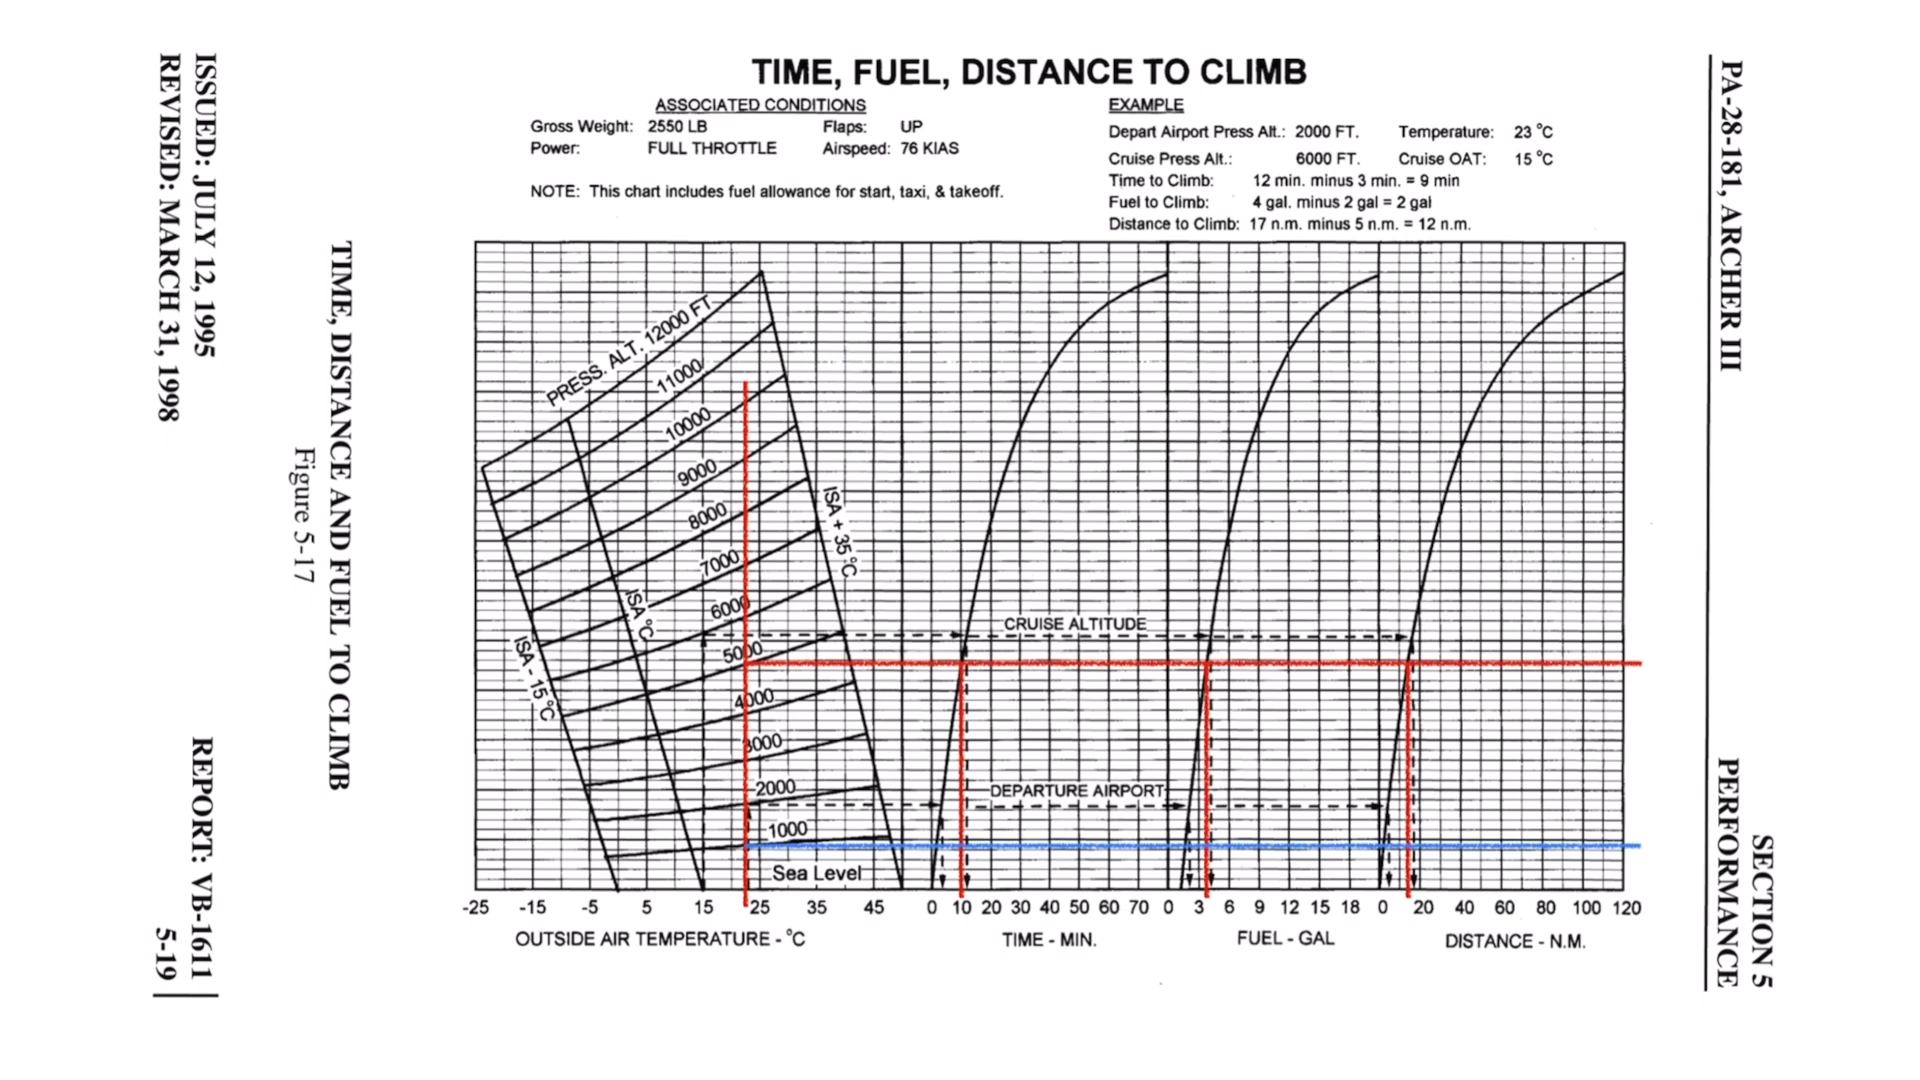 TIME, FUEL, DISTANCE TO CLIMB
ASSOCIATED CONDITIONS
Gross Weight: 2550 LB Flaps: UP
Power: FULL THROTTLE Airspeed: 76 KIAS
NOTE: This chart includes fuel allowance for start, taxi, & takeoff.
EXAMPLE
Depart Airport Press Alt.: 2000 FT. Temperature: 23 °C
Cruise Press Alt.: 6000 FT. Cruise OAT: 15 °C
Time to Climb: 12 min. minus 3 min. = 9 min
Fuel to Climb: 4 gal. minus 2 gal = 2 gal
Distance to Climb: 17 n.m. minus 5 n.m. = 12 n.m.
PRESS. ALT. 12000 FT
11000
10000
9000
8000
7000
6000
5000
4000
3000
2000
1000
Sea Level
ISA - 15 °C
ISA °C
ISA + 35 °C
CRUISE ALTITUDE
DEPARTURE AIRPORT
-25 -15 -5 5 15 25 35 45 0 10 20 30 40 50 60 70 0 3 6 9 12 15 18 0 20 40 60 80 100 120
OUTSIDE AIR TEMPERATURE - °C TIME - MIN. FUEL - GAL DISTANCE - N.M.
PA-28-181, ARCHER III
SECTION 5
PERFORMANCE
TIME, DISTANCE AND FUEL TO CLIMB
Figure 5-17
ISSUED: JULY 12, 1995
REVISED: MARCH 31, 1998
REPORT: VB-1611
5-19